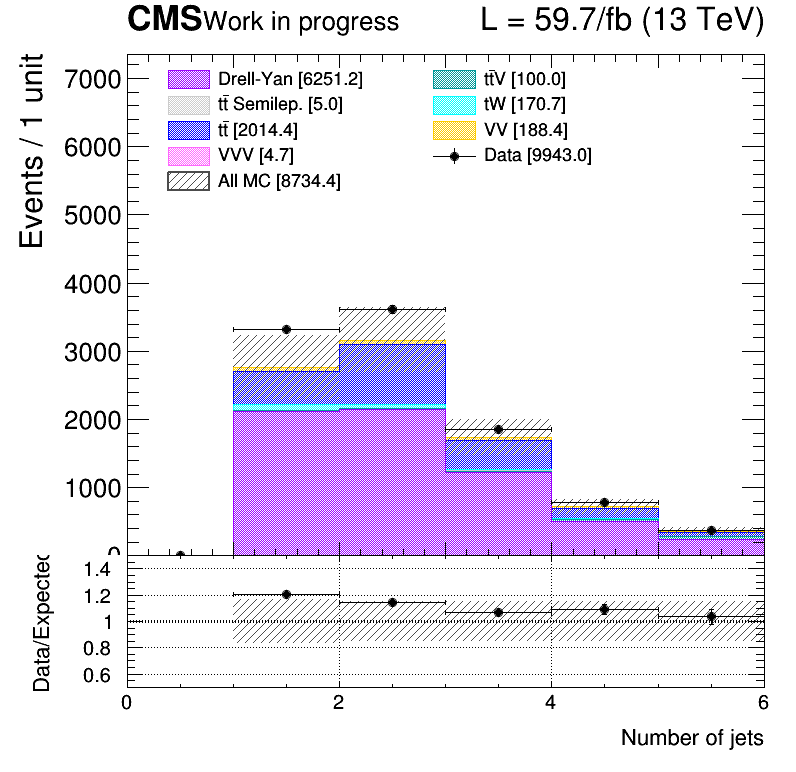 CMS Work in progress L = 59.7/fb (13 TeV)
Events / 1 unit
7000
6000
5000
4000
3000
2000
1000
0
Drell-Yan [6251.2]
tt̄ Semilep. [5.0]
tt̄ [2014.4]
VVV [4.7]
All MC [8734.4]
tt̄V [100.0]
tW [170.7]
VV [188.4]
Data [9943.0]
Data/Expected
1.4
1.2
1
0.8
0.6
0 2 4 6
Number of jets